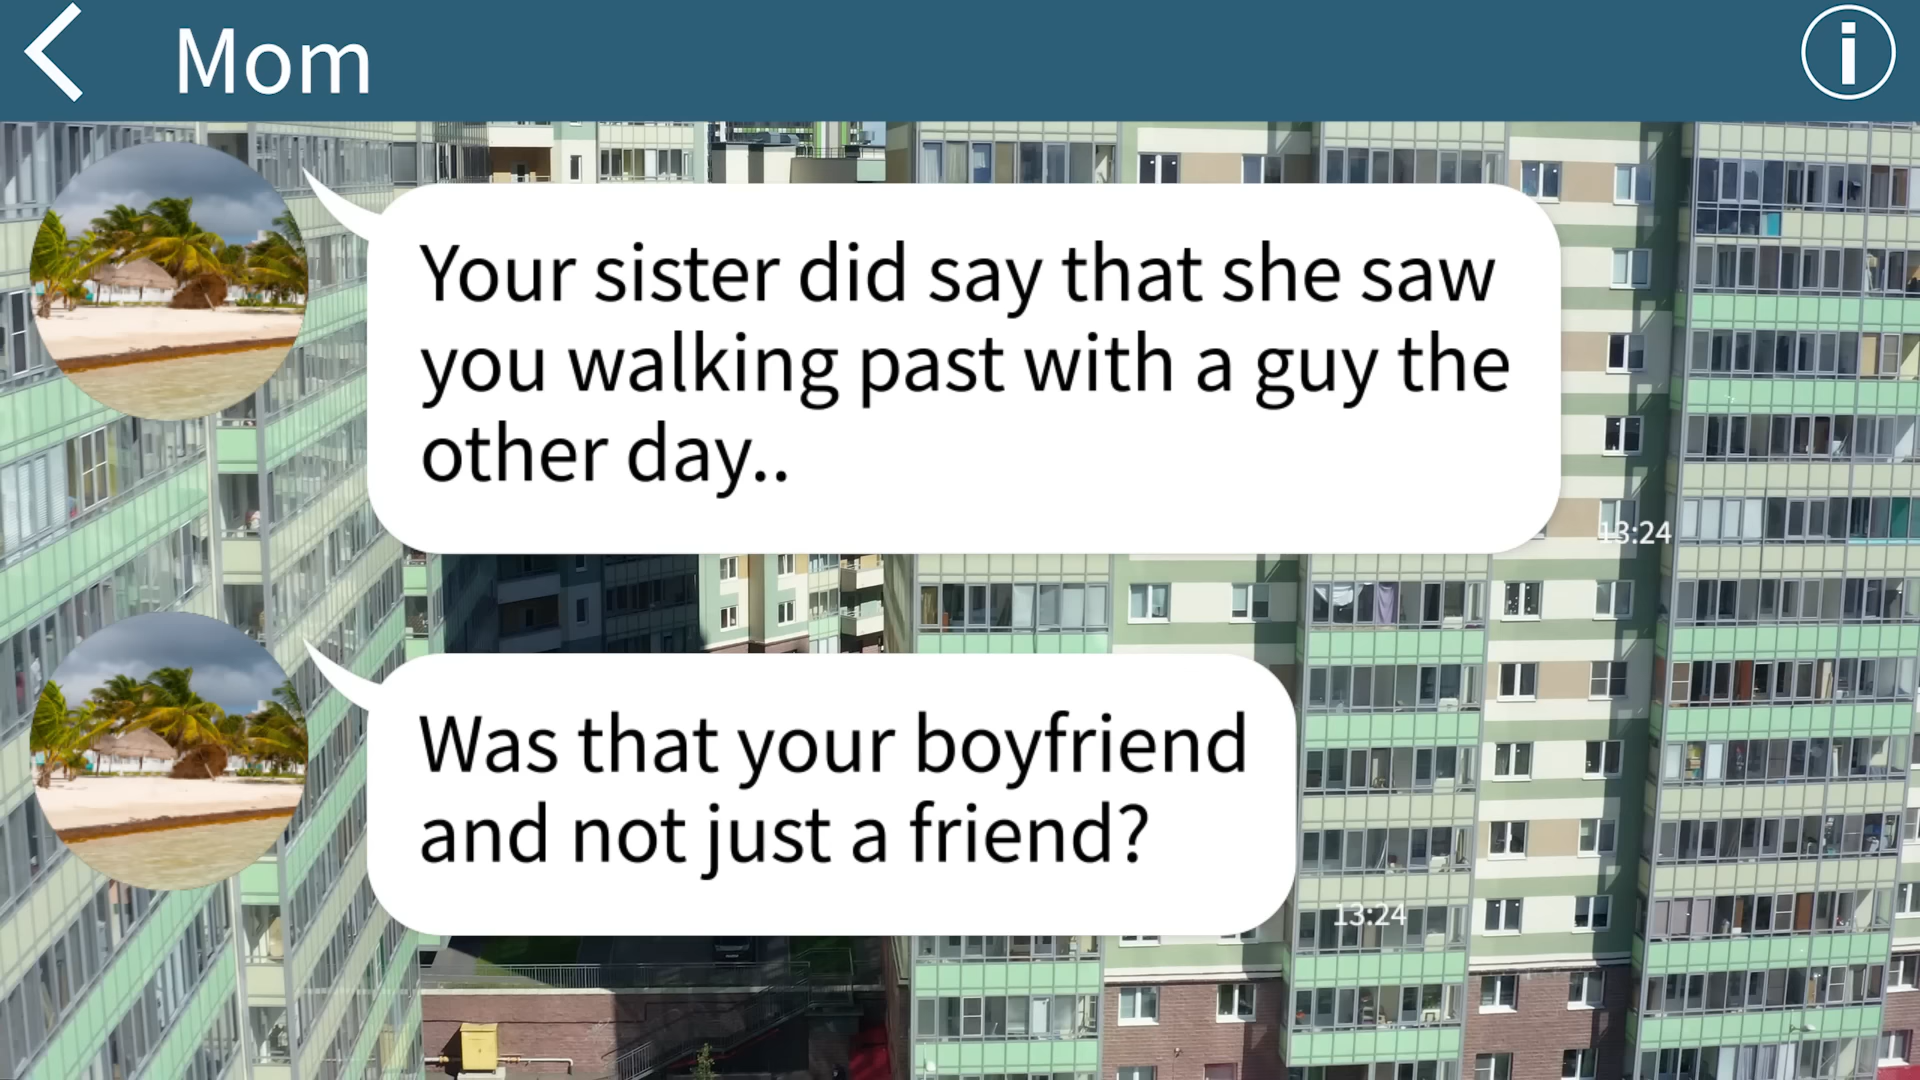 Mom
Your sister did say that she saw
you walking past with a guy the
other day..
13:24
Was that your boyfriend
and not just a friend?
13:24